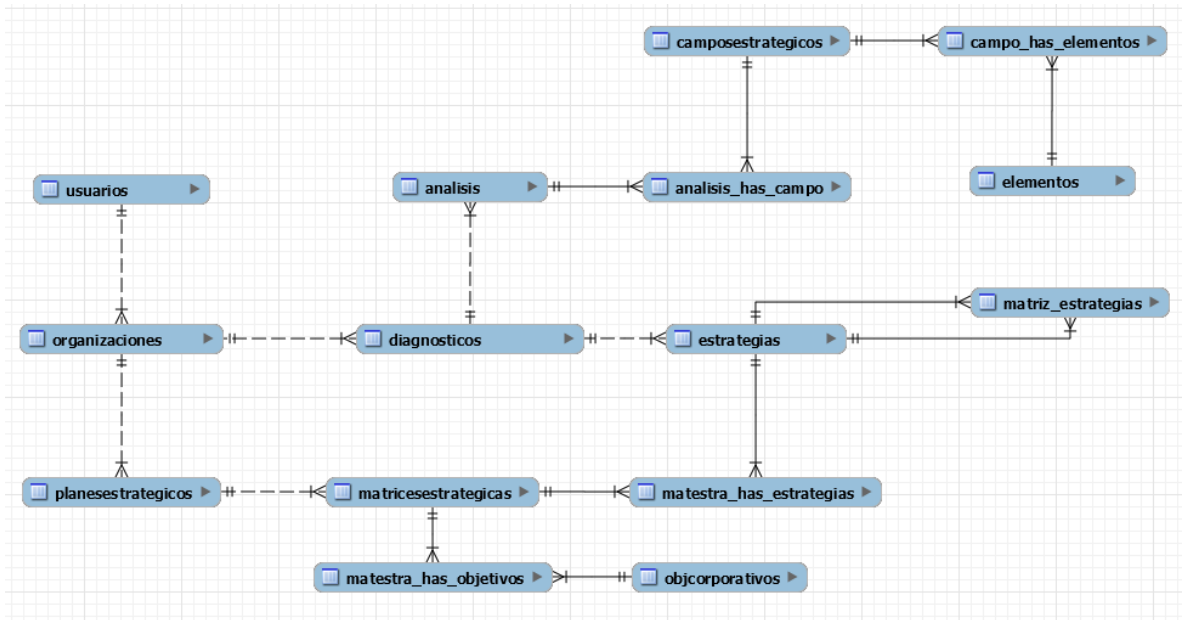 camposestrategicos
campo_has_elementos
usuarios
analisis
analisis_has_campo
elementos
organizaciones
diagnosticos
estrategias
matriz_estrategias
planesestrategicos
matricesestrategicas
matestra_has_estrategias
matestra_has_objetivos
objcorporativos